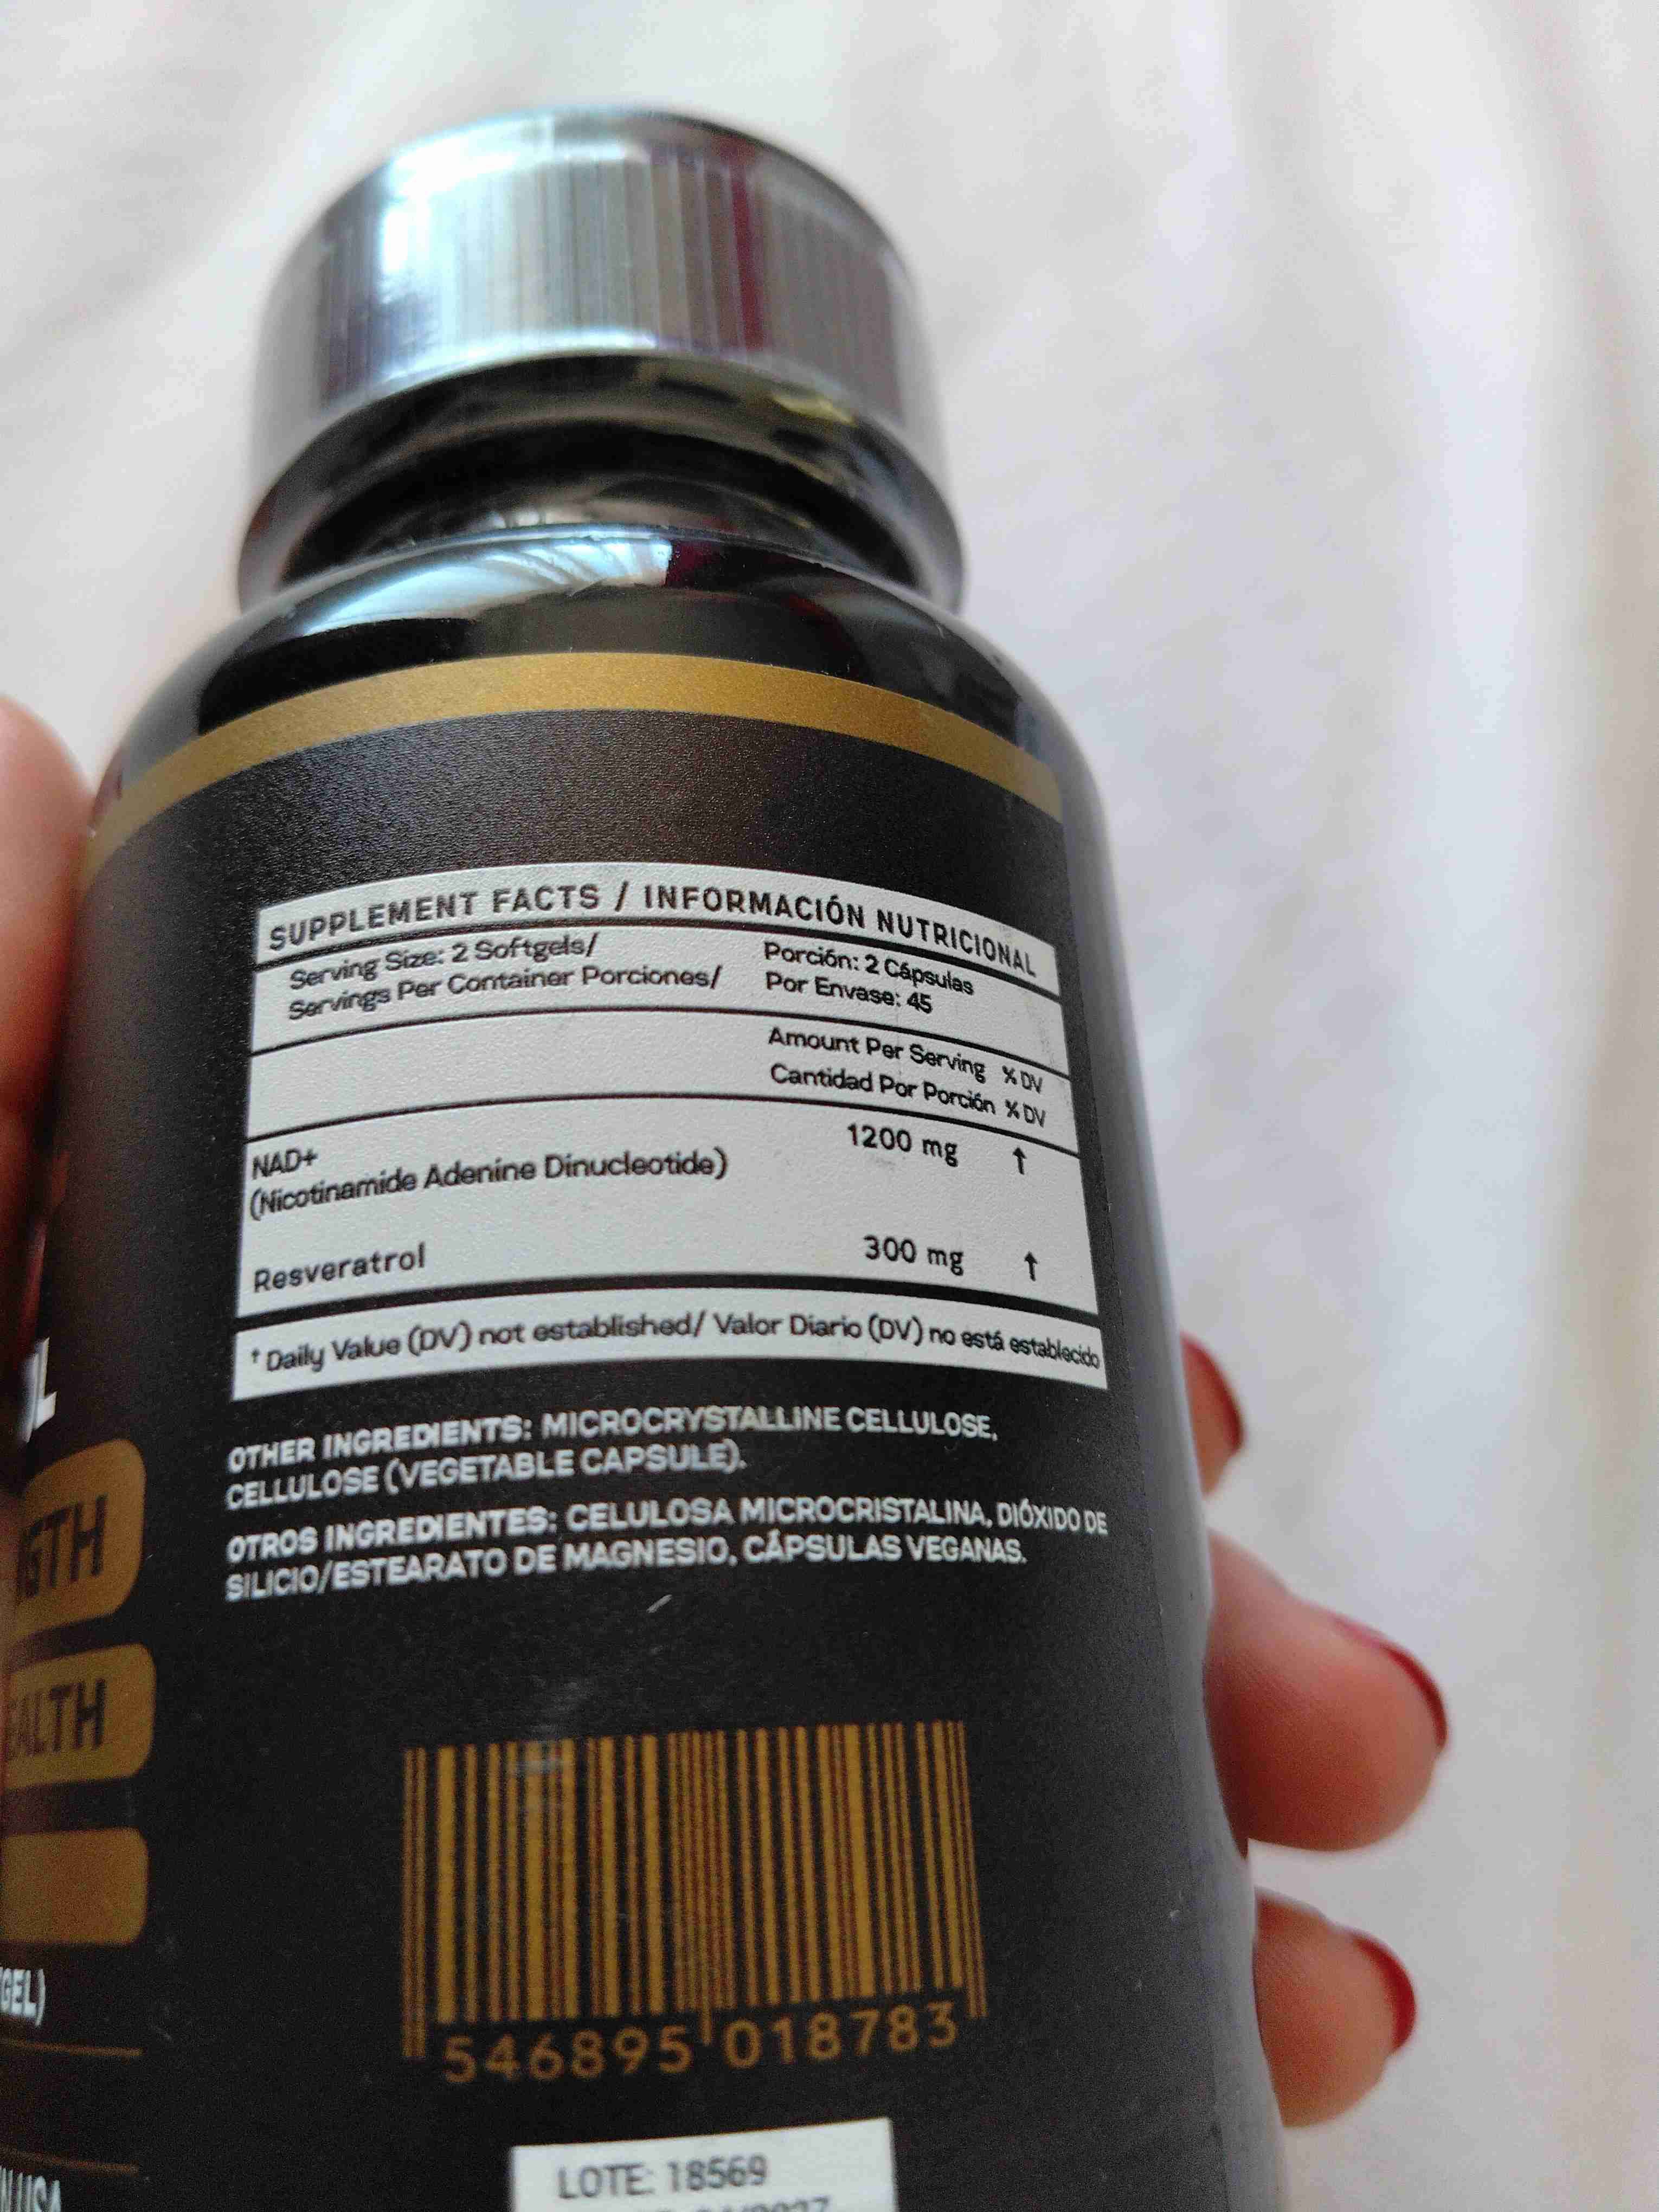 SUPPLEMENT FACTS / INFORMACIÓN NUTRICIONAL
Serving Size: 2 Softgels/ Porción: 2 Cápsulas
Servings Per Container Porciones/ Por Envase: 45
Amount Per Serving % DV
Cantidad Por Porción % DV
NAD+ 1200 mg ↑
(Nicotinamide Adenine Dinucleotide)
Resveratrol 300 mg ↑
† Daily Value (DV) not established/ Valor Diario (DV) no está establecido
OTHER INGREDIENTS: MICROCRYSTALLINE CELLULOSE,
CELLULOSE (VEGETABLE CAPSULE).
OTROS INGREDIENTES: CELULOSA MICROCRISTALINA, DIÓXIDO DE
SILICIO/ESTEARATO DE MAGNESIO, CÁPSULAS VEGANAS.
546895 018783
LOTE: 18569